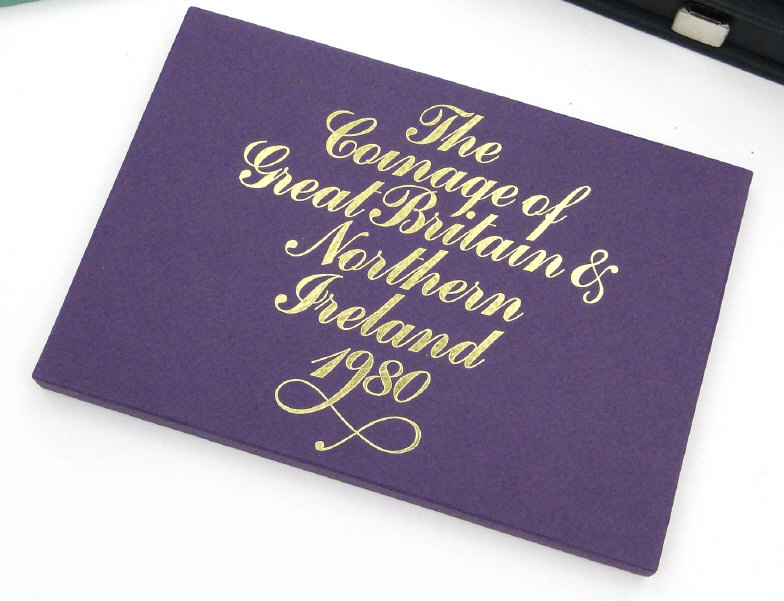 The
Coinage of
Great Britain &
Northern
Ireland
1980